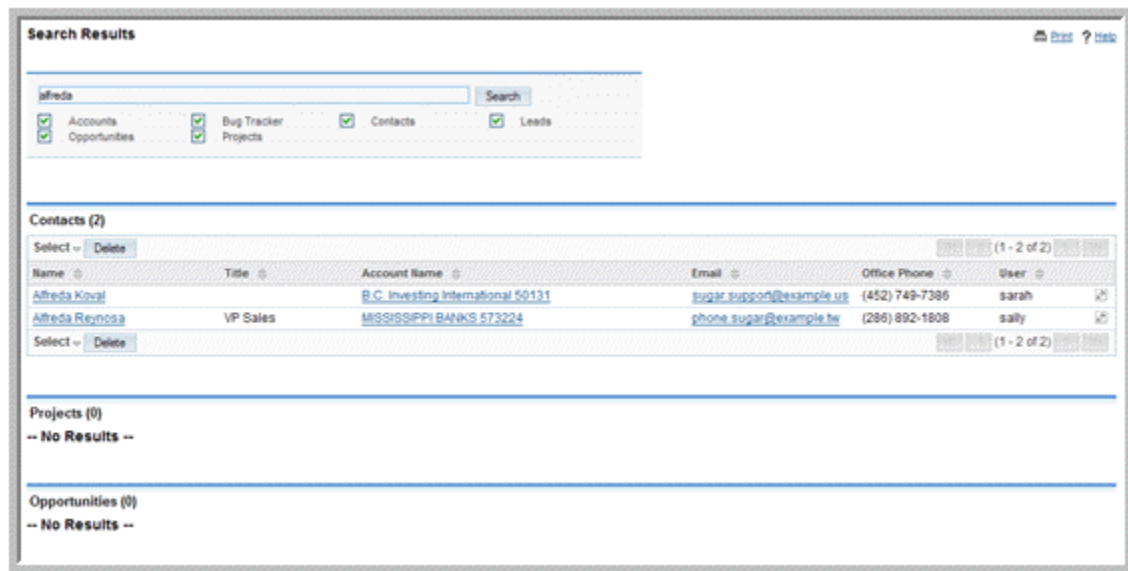 Search Results
Print ? Help
alfreda Search
Accounts Bug Tracker Contacts Leads
Opportunities Projects
Contacts (2)
Select Delete (1 - 2 of 2)
Name Title Account Name Email Office Phone User
Alfreda Koval B.C. Investing International 50131 sugar.support@example.us (452) 749-7386 sarah
Alfreda Reynosa VP Sales MISSISSIPPI BANKS 573224 phone.sugar@example.tw (286) 892-1808 sally
Select Delete (1 - 2 of 2)
Projects (0)
-- No Results --
Opportunities (0)
-- No Results --